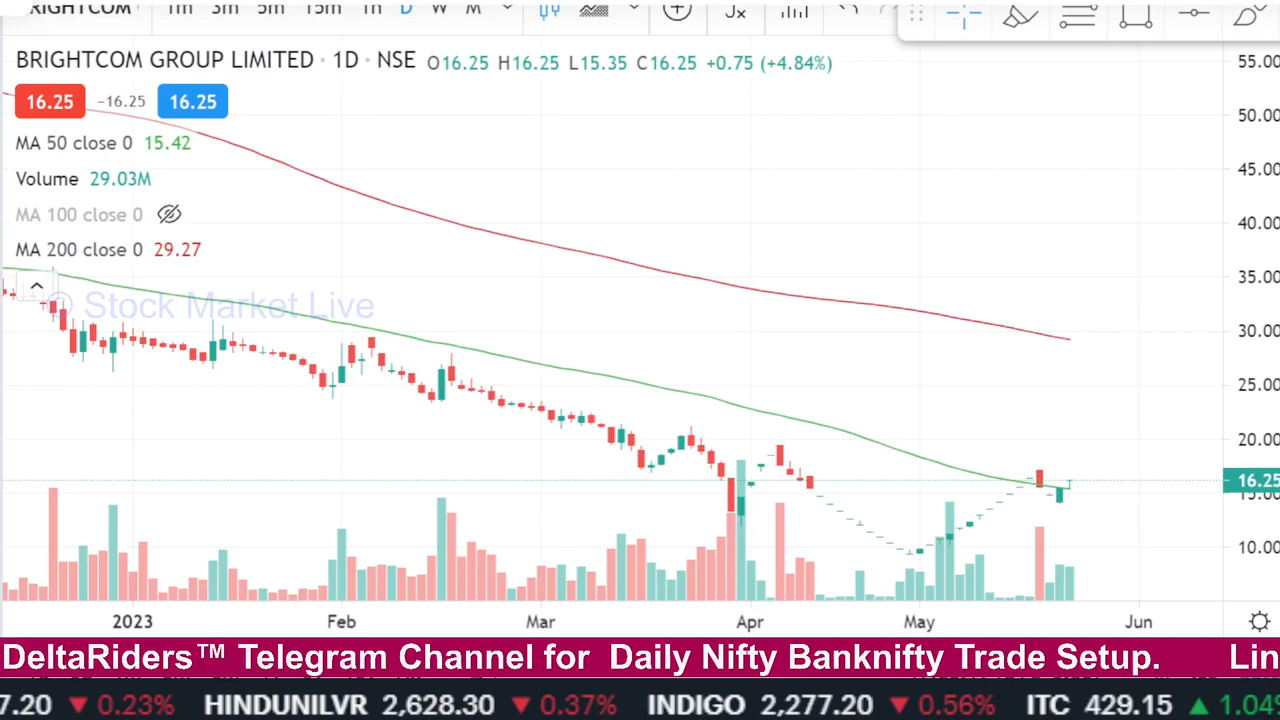 1m 3m 5m 15m 1h D W M
BRIGHTCOM GROUP LIMITED · 1D · NSE O16.25 H16.25 L15.35 C16.25 +0.75 (+4.84%)
16.25 −16.25 16.25
MA 50 close 0 15.42
Volume 29.03M
MA 100 close 0
MA 200 close 0 29.27
© Stock Market Live
55.00
50.00
45.00
40.00
35.00
30.00
25.00
20.00
16.25
15.00
10.00
2023 Feb Mar Apr May Jun
DeltaRiders™ Telegram Channel for Daily Nifty Banknifty Trade Setup. Lin
7.20 ▼ 0.23% HINDUNILVR 2,628.30 ▼ 0.37% INDIGO 2,277.20 ▼ 0.56% ITC 429.15 ▲ 1.04%